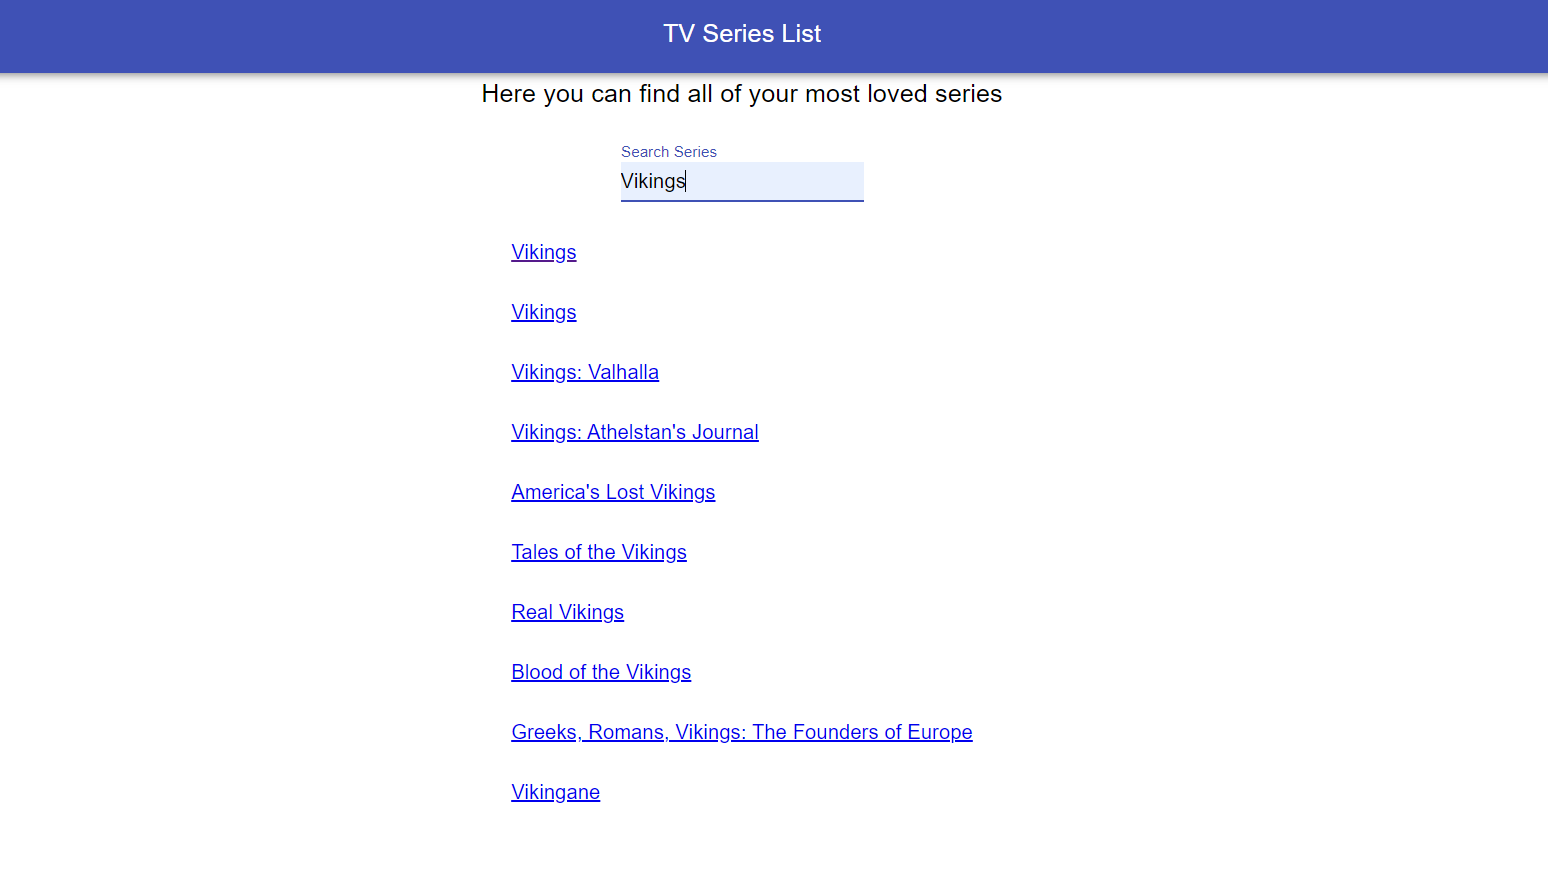 TV Series List
Here you can find all of your most loved series
Search Series
Vikings
Vikings
Vikings
Vikings: Valhalla
Vikings: Athelstan's Journal
America's Lost Vikings
Tales of the Vikings
Real Vikings
Blood of the Vikings
Greeks, Romans, Vikings: The Founders of Europe
Vikingane